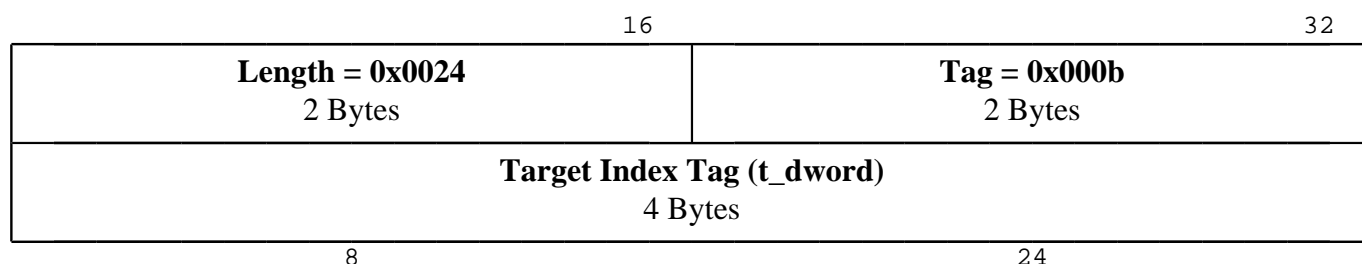 16 32
Length = 0x0024 Tag = 0x000b
2 Bytes 2 Bytes
Target Index Tag (t_dword)
4 Bytes
8 24